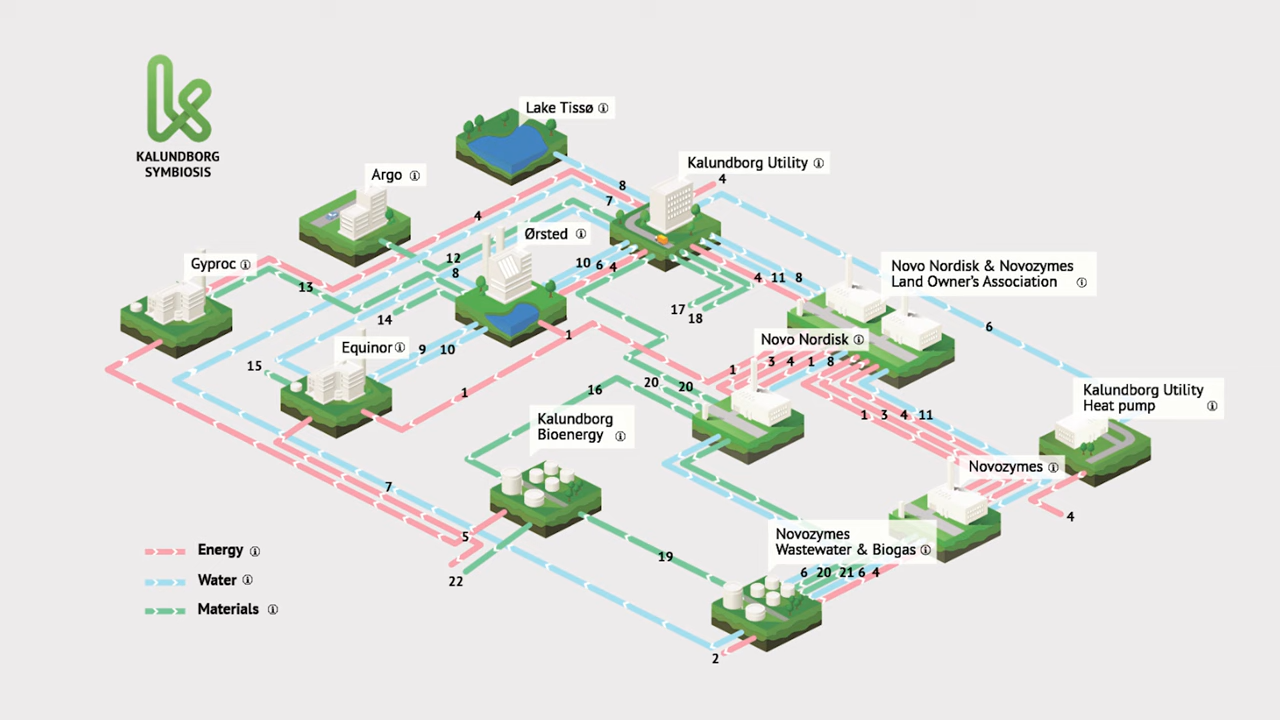 Lake Tissø
KALUNDBORG
SYMBIOSIS
Kalundborg Utility
Argo
4
8
7
4
Ørsted
12
8
10 6 4
Gyproc
13
4 11 8
Novo Nordisk & Novozymes
Land Owner's Association
17
18
14
6
1
Equinor
9 10
Novo Nordisk
15
1 3 4 1 8
1
16
20 20
Kalundborg Utility
Heat pump
1 3 4 11
Kalundborg
Bioenergy
Novozymes
7
4
5
Novozymes
Wastewater & Biogas
Energy
19
6 20 21 6 4
Water
22
Materials
2